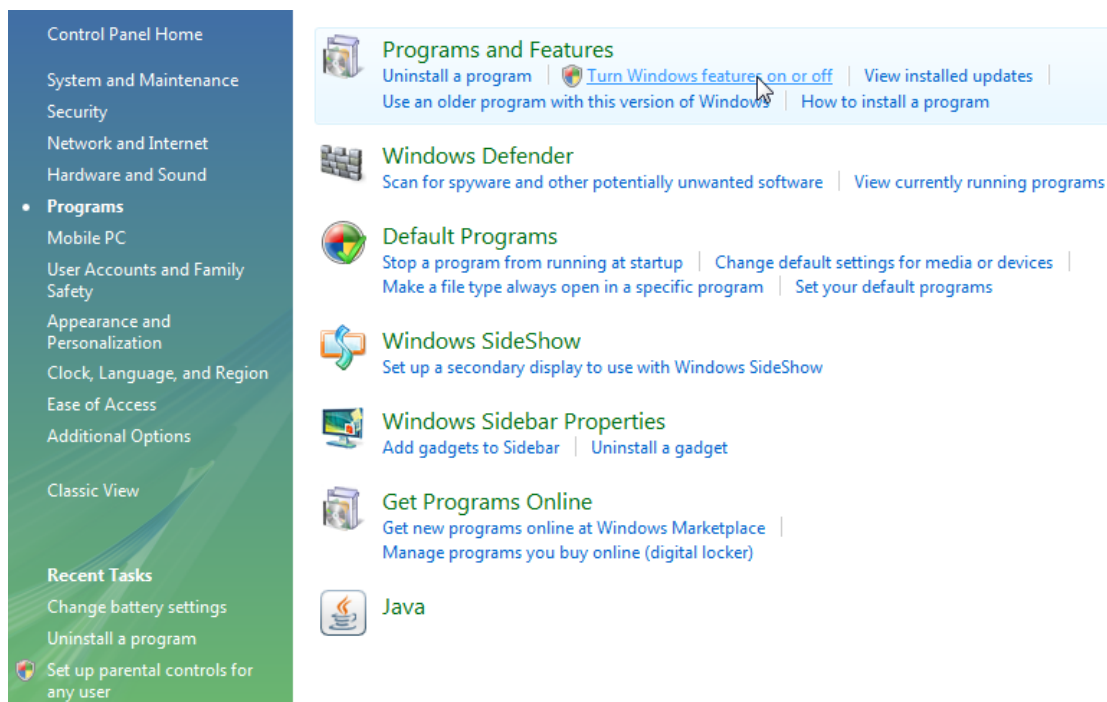 Control Panel Home
System and Maintenance
Security
Network and Internet
Hardware and Sound
Programs
Mobile PC
User Accounts and Family
Safety
Appearance and
Personalization
Clock, Language, and Region
Ease of Access
Additional Options
Classic View
Recent Tasks
Change battery settings
Uninstall a program
Set up parental controls for
any user
Programs and Features
Uninstall a program Turn Windows features on or off View installed updates
Use an older program with this version of Windows How to install a program
Windows Defender
Scan for spyware and other potentially unwanted software View currently running programs
Default Programs
Stop a program from running at startup Change default settings for media or devices
Make a file type always open in a specific program Set your default programs
Windows SideShow
Set up a secondary display to use with Windows SideShow
Windows Sidebar Properties
Add gadgets to Sidebar Uninstall a gadget
Get Programs Online
Get new programs online at Windows Marketplace
Manage programs you buy online (digital locker)
Java